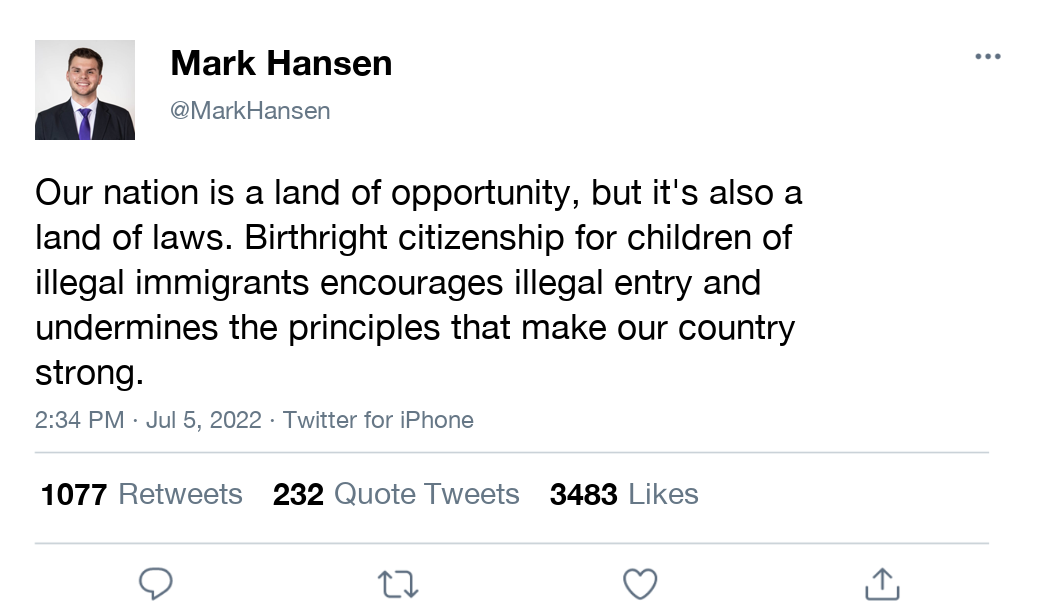 Mark Hansen
@MarkHansen
Our nation is a land of opportunity, but it's also a
land of laws. Birthright citizenship for children of
illegal immigrants encourages illegal entry and
undermines the principles that make our country
strong.
2:34 PM · Jul 5, 2022 · Twitter for iPhone
1077 Retweets 232 Quote Tweets 3483 Likes